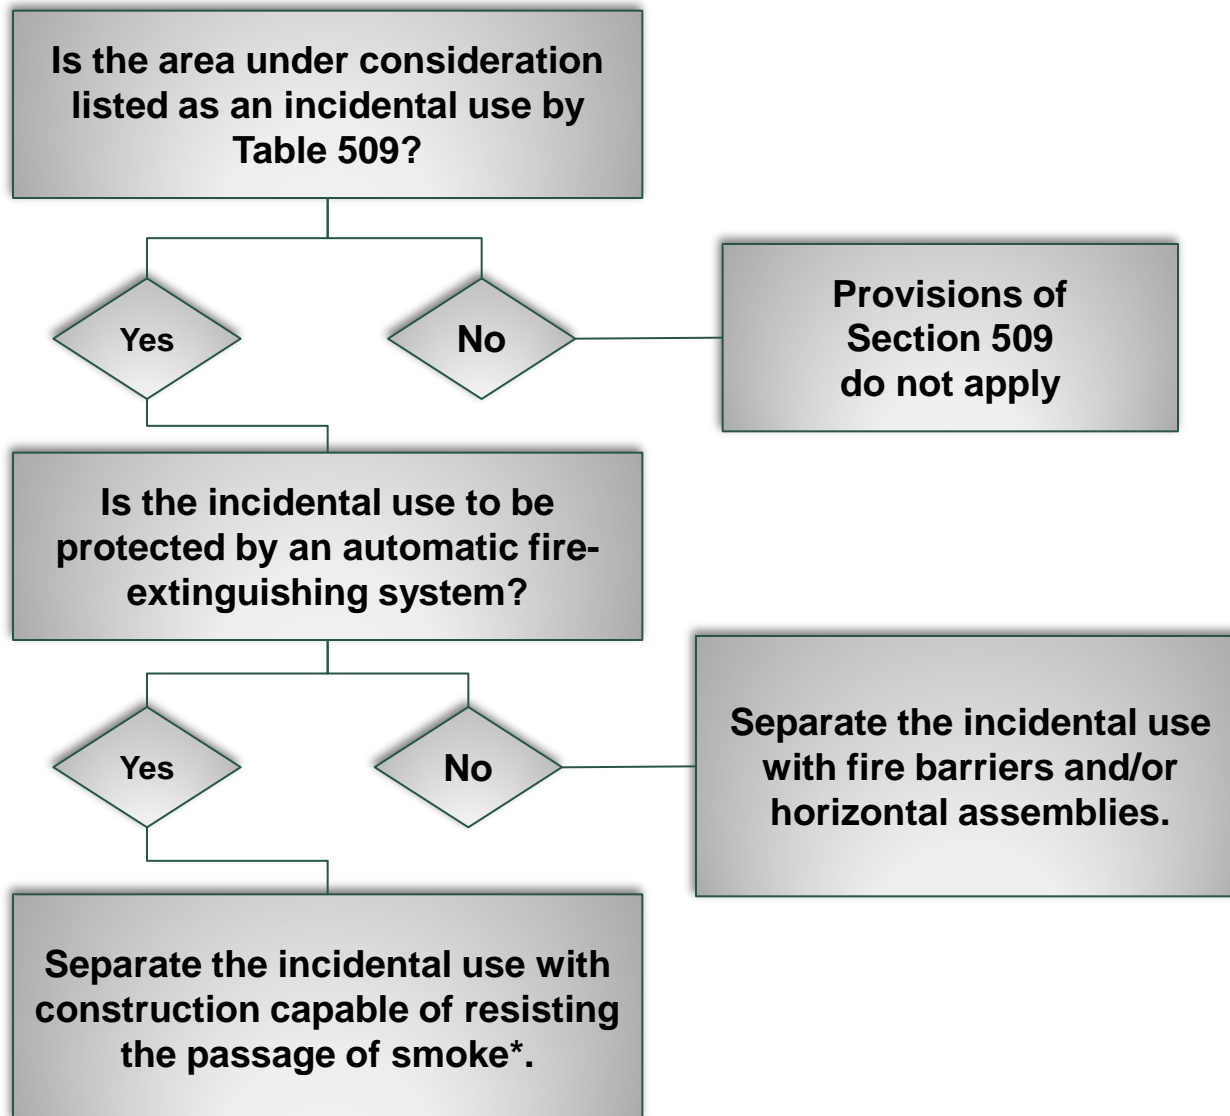 Is the area under consideration
listed as an incidental use by
Table 509?
Yes
No
Provisions of
Section 509
do not apply
Is the incidental use to be
protected by an automatic fire-
extinguishing system?
Yes
No
Separate the incidental use
with fire barriers and/or
horizontal assemblies.
Separate the incidental use with
construction capable of resisting
the passage of smoke*.